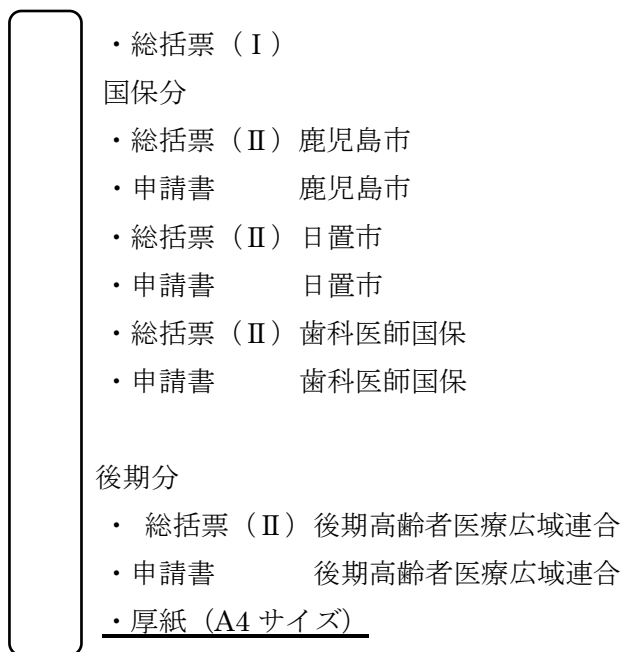 ・総括票（Ⅰ）
国保分
・総括票（Ⅱ）鹿児島市
・申請書　　　鹿児島市
・総括票（Ⅱ）日置市
・申請書　　　日置市
・総括票（Ⅱ）歯科医師国保
・申請書　　　歯科医師国保
後期分
・ 総括票（Ⅱ）後期高齢者医療広域連合
・申請書　　　後期高齢者医療広域連合
・厚紙（A4 サイズ）